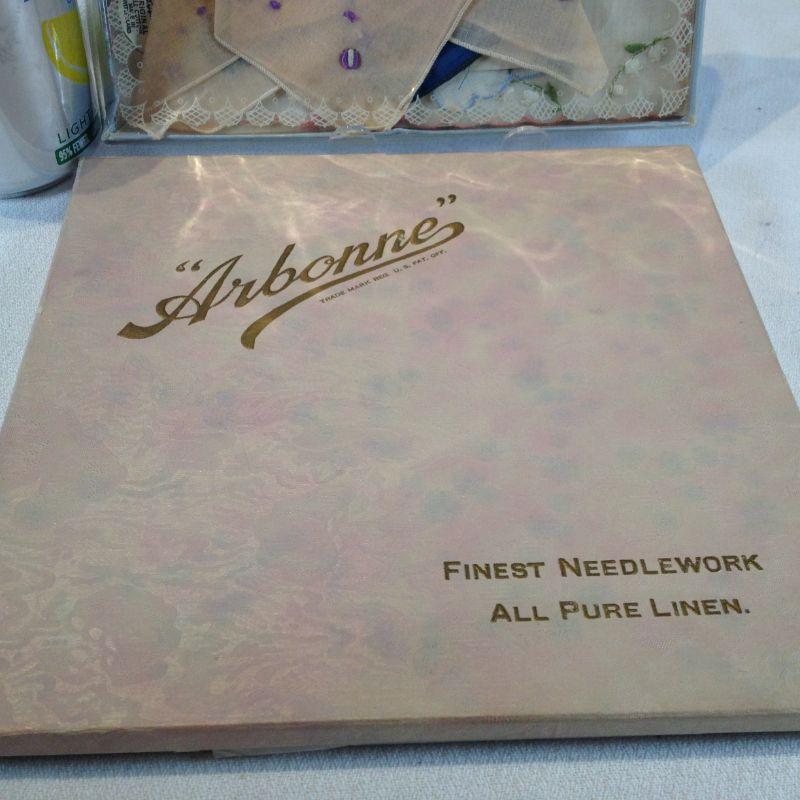 LIGHT
"Arbonne"
TRADE MARK REG. U. S. PAT. OFF.
FINEST NEEDLEWORK
ALL PURE LINEN.